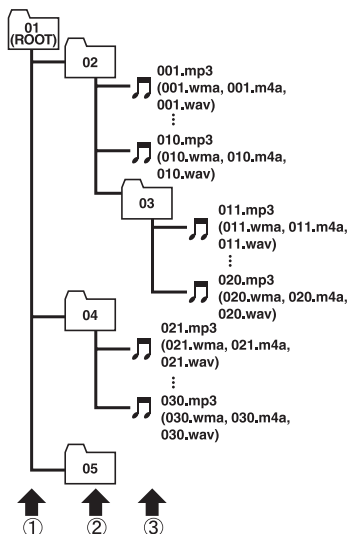 01
(ROOT)
02
001.mp3
(001.wma, 001.m4a,
001.wav)
010.mp3
(010.wma, 010.m4a,
010.wav)
03
011.mp3
(011.wma, 011.m4a,
011.wav)
020.mp3
(020.wma, 020.m4a,
020.wav)
04
021.mp3
(021.wma, 021.m4a,
021.wav)
030.mp3
(030.wma, 030.m4a,
030.wav)
05
① ② ③